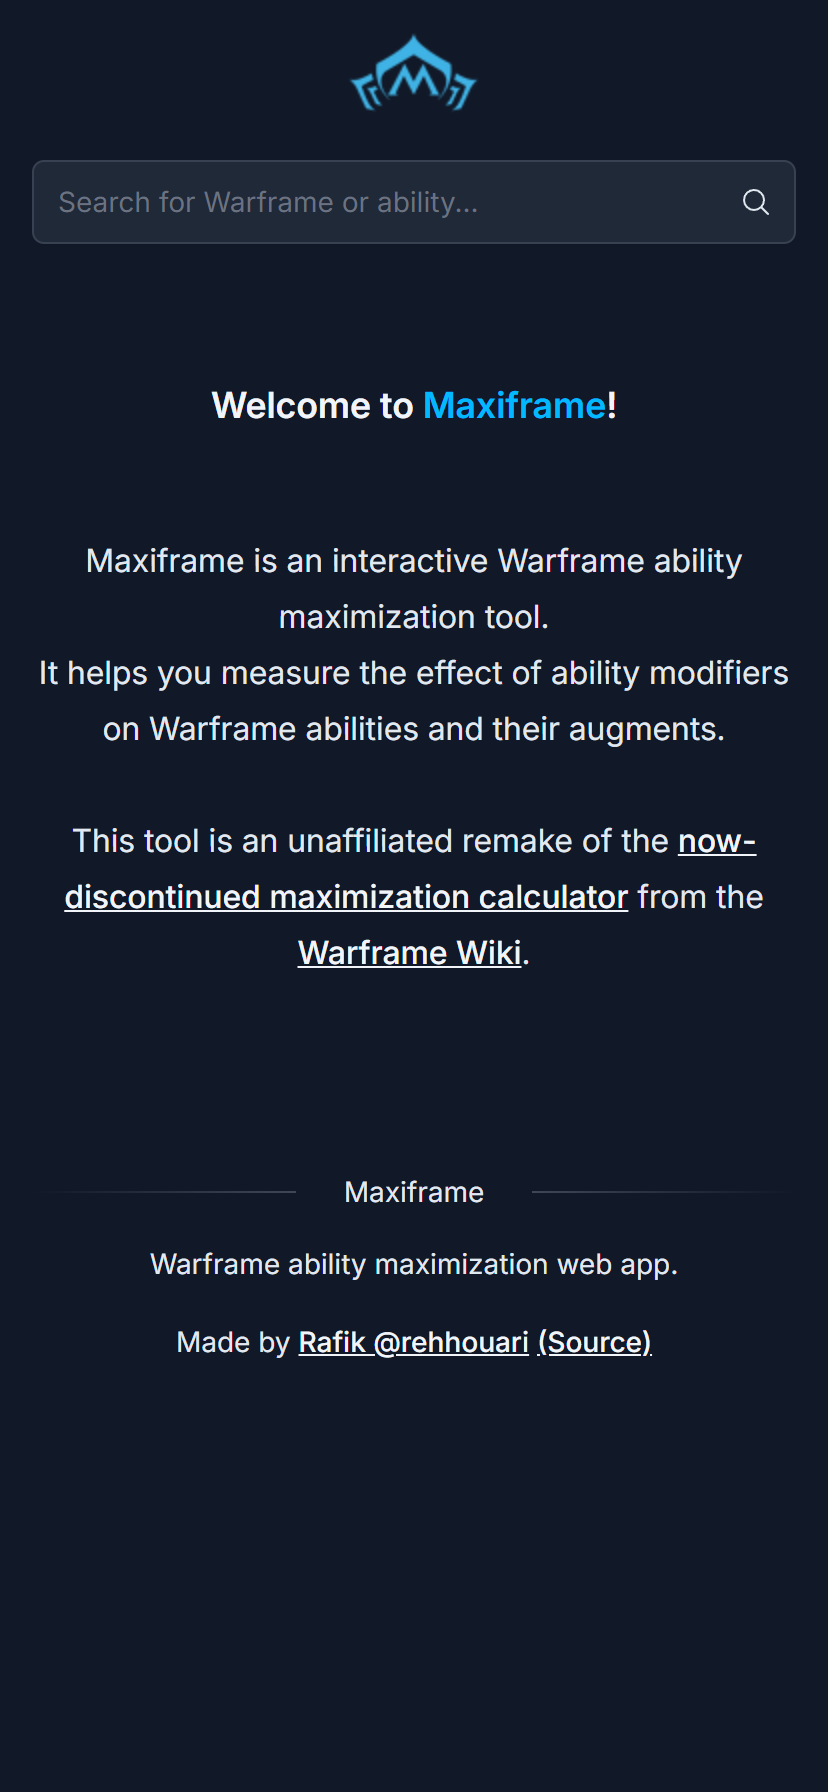 Search for Warframe or ability...
Welcome to Maxiframe!
Maxiframe is an interactive Warframe ability
maximization tool.
It helps you measure the effect of ability modifiers
on Warframe abilities and their augments.
This tool is an unaffiliated remake of the now-
discontinued maximization calculator from the
Warframe Wiki.
Maxiframe
Warframe ability maximization web app.
Made by Rafik @rehhouari (Source)